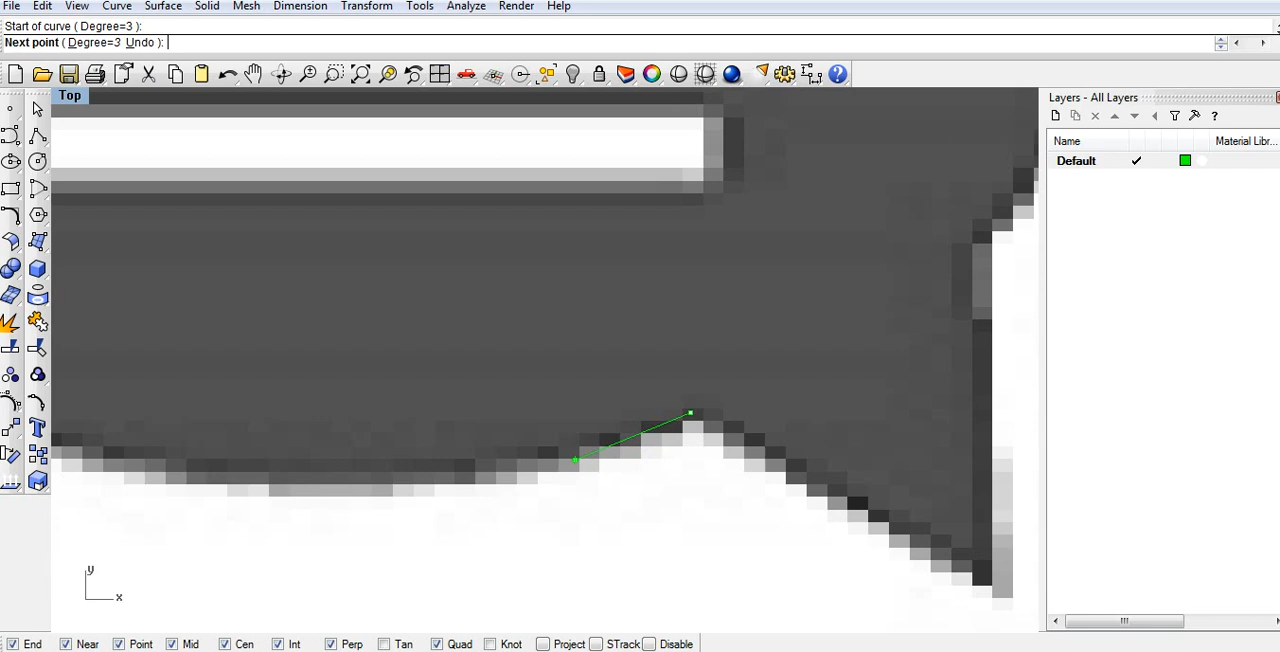 File Edit View Curve Surface Solid Mesh Dimension Transform Tools Analyze Render Help
Start of curve ( Degree=3 ):
Next point ( Degree=3 Undo ):
Top
Layers - All Layers
Name Material Libr...
Default
y
x
End Near Point Mid Cen Int Perp Tan Quad Knot Project STrack Disable